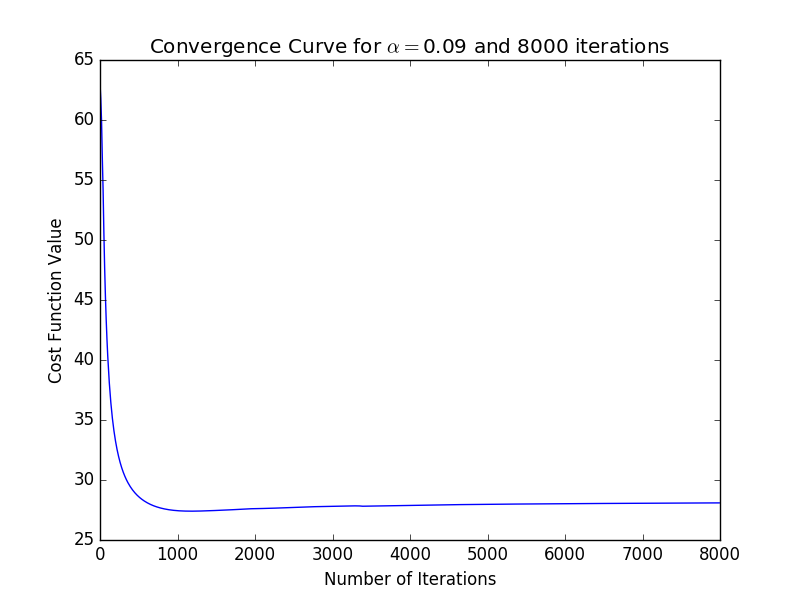 Convergence Curve for α = 0.09 and 8000 iterations
65
60
55
50
45
40
35
30
25
Cost Function Value
0 1000 2000 3000 4000 5000 6000 7000 8000
Number of Iterations